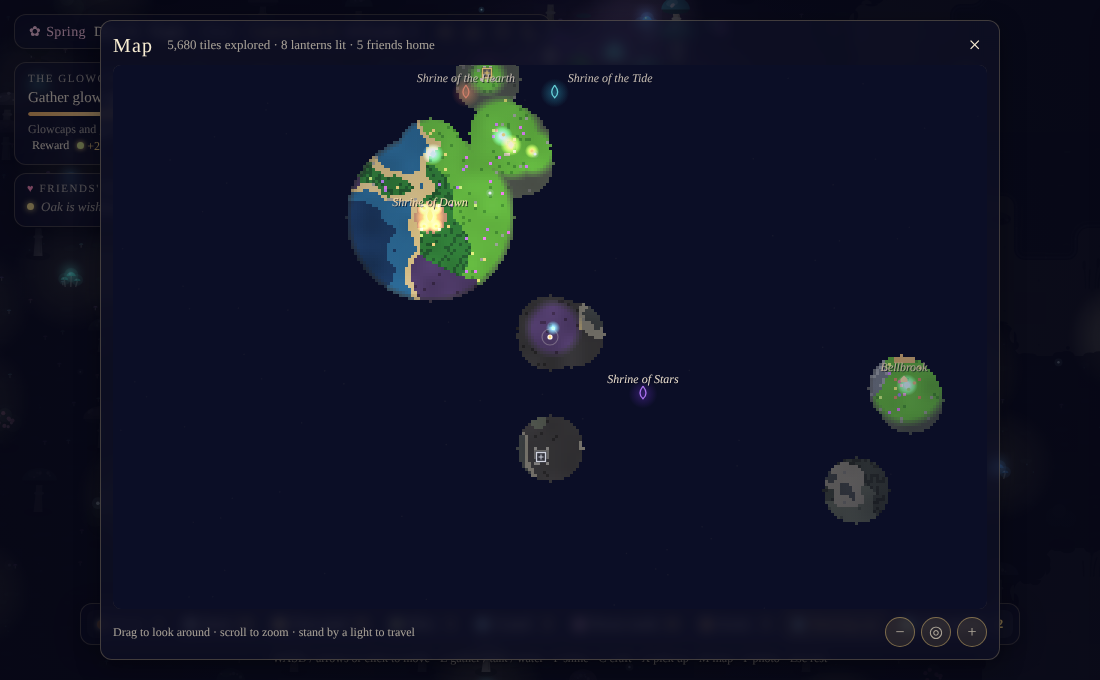 ✿ Spring D
Map 5,680 tiles explored · 8 lanterns lit · 5 friends home ×
THE GLOW
Gather glow
Glowcaps and
Reward +2
♥ FRIENDS'
Oak is wish
Shrine of the Hearth
Shrine of the Tide
Shrine of Dawn
Shrine of Stars
Bellbrook
Drag to look around · scroll to zoom · stand by a light to travel
− ◎ +
2